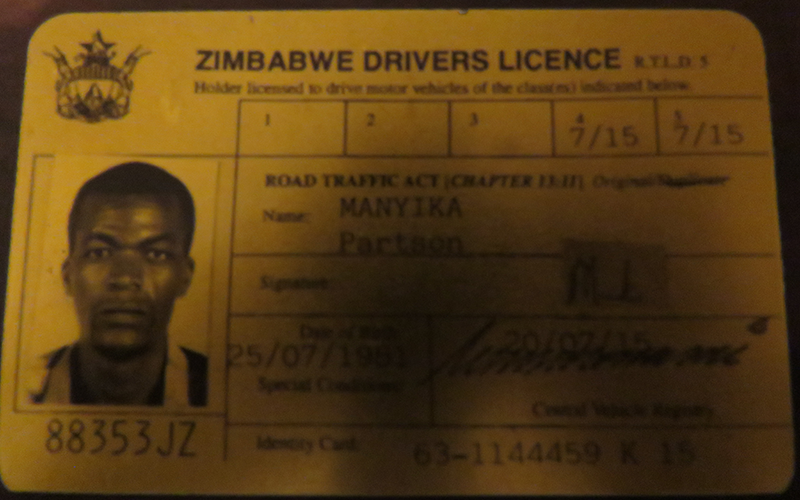 ZIMBABWE DRIVERS LICENCE R.T.L.D. 5
Holder licensed to drive motor vehicles of the class(es) indicated below.
1 2 3 4 5
7/15 7/15
ROAD TRAFFIC ACT [CHAPTER 13:11] Original/Duplicate
Name: MANYIKA
Partson
Signature:
Date of Birth: 20/07/15
25/07/1981
Special Conditions:
Central Vehicle Registry
88353JZ
Identity Card: 63-1144459 K 15